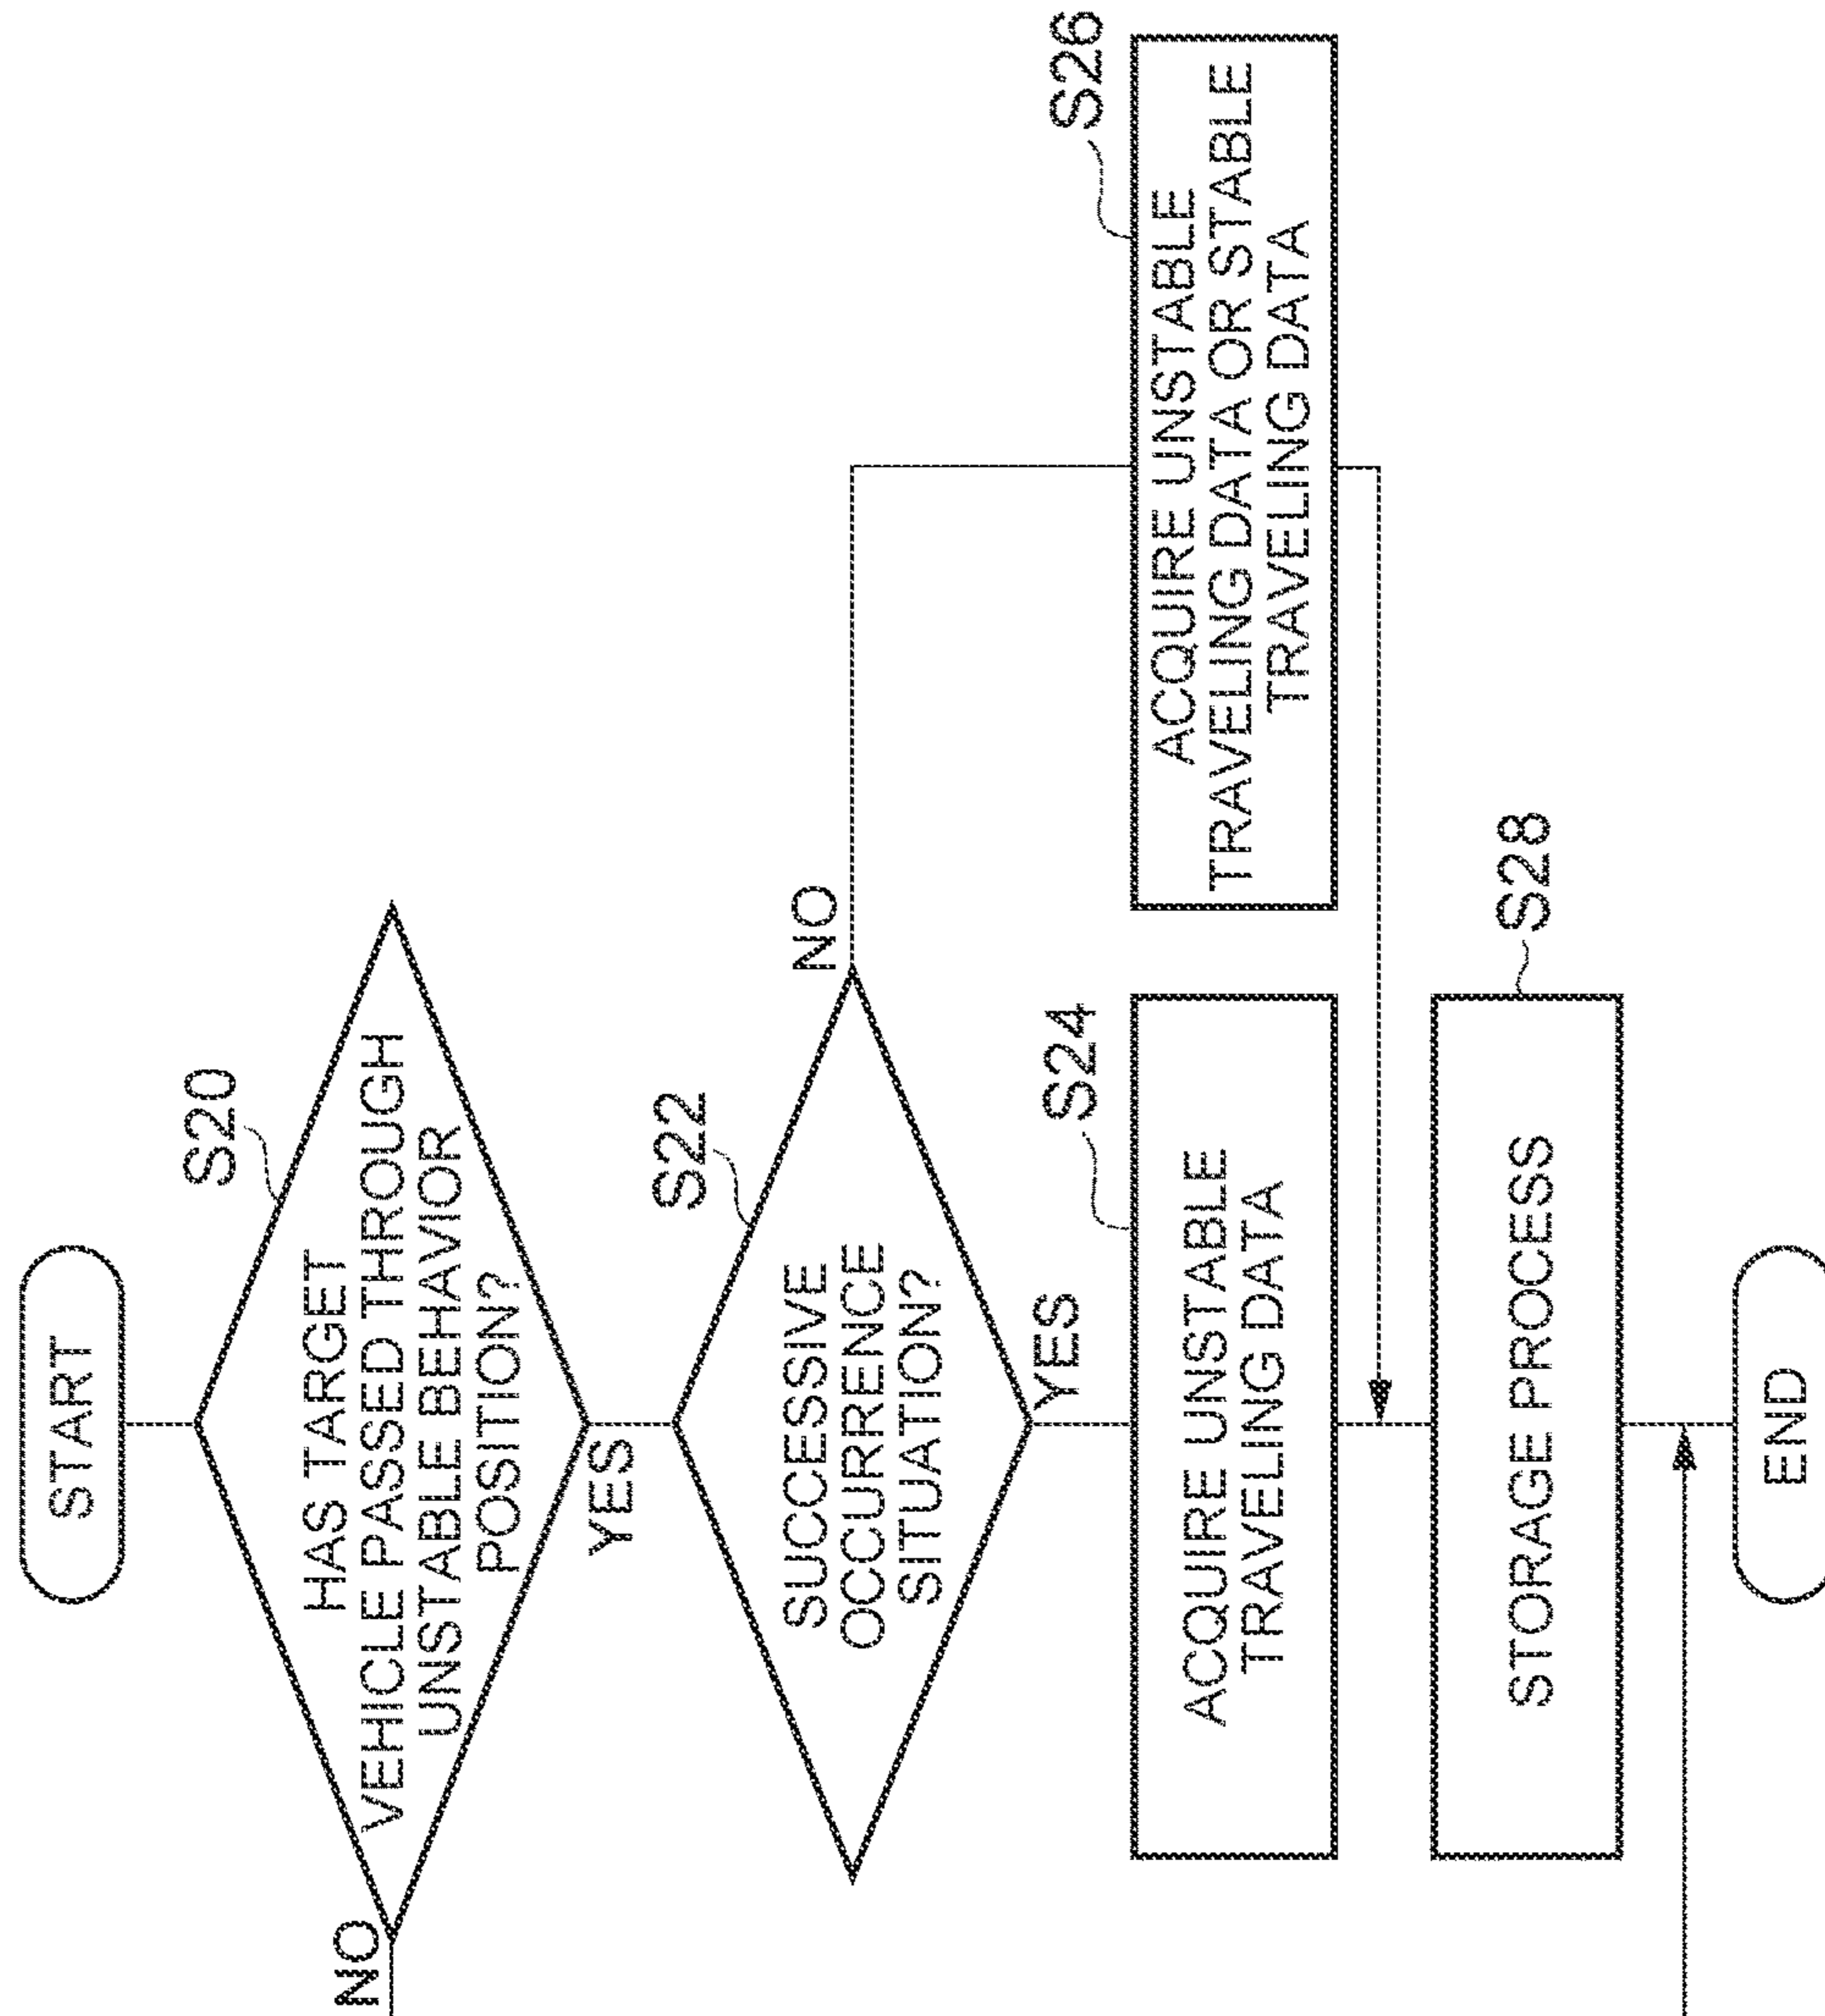 START
S20
HAS TARGET
VEHICLE PASSED THROUGH
UNSTABLE BEHAVIOR
POSITION?
NO
YES
S22
SUCCESSIVE
OCCURRENCE
SITUATION?
NO
YES
S24
ACQUIRE UNSTABLE
TRAVELING DATA
S26
ACQUIRE UNSTABLE
TRAVELING DATA OR STABLE
TRAVELING DATA
S28
STORAGE PROCESS
END